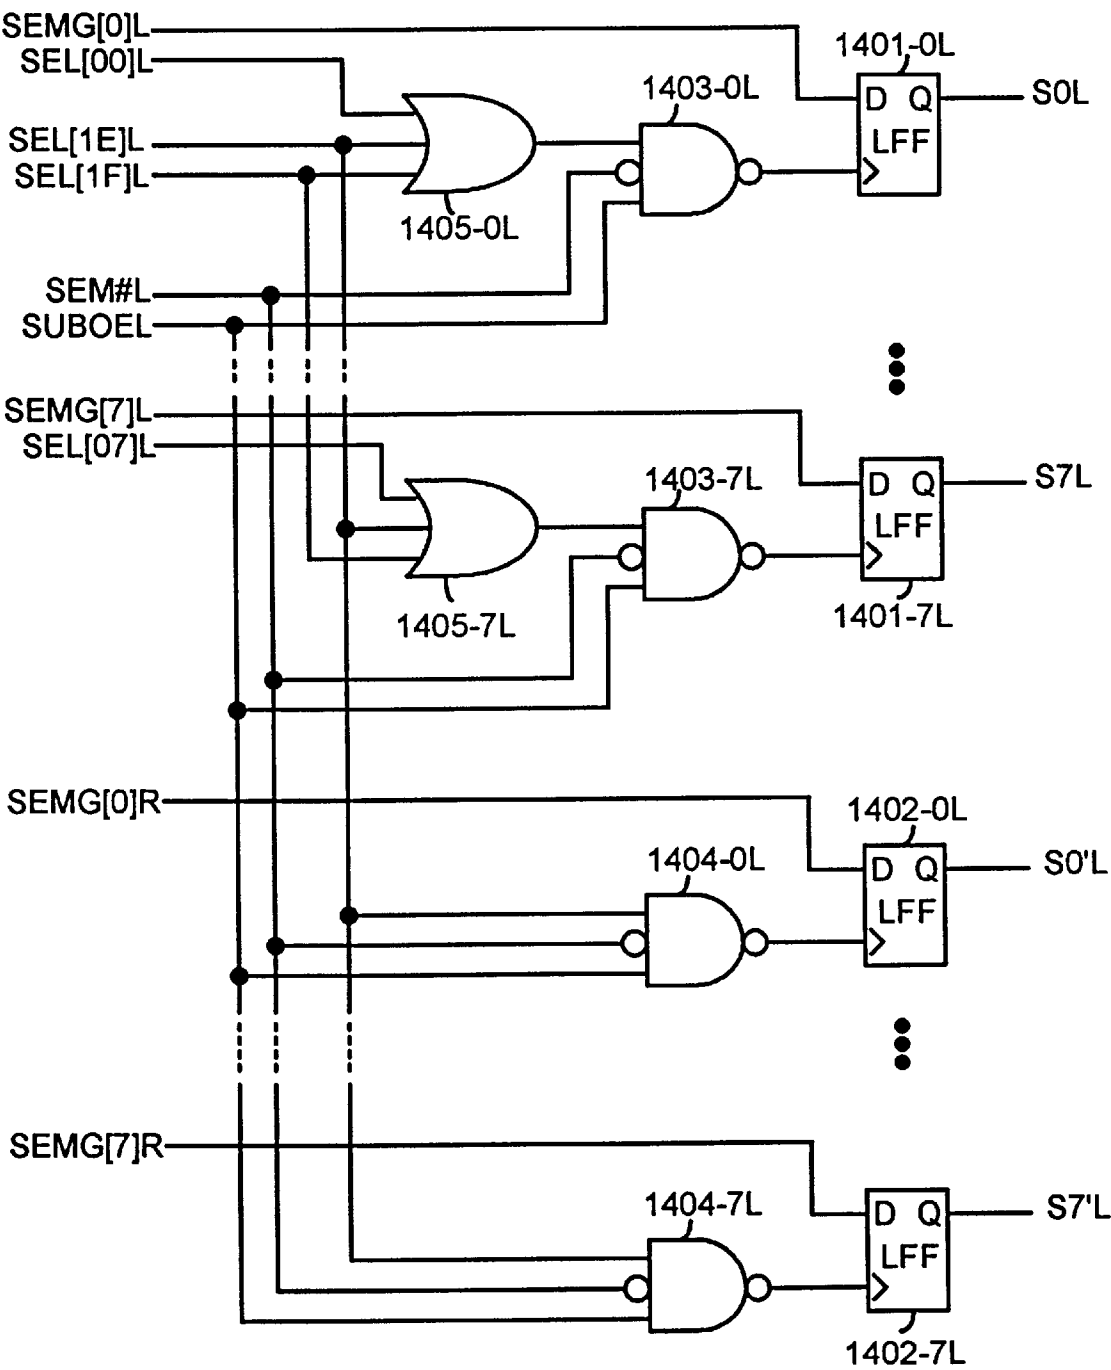 SEMG[0]L
1401-0L
SEL[00]L
1403-0L
D Q
S0L
SEL[1E]L
LFF
SEL[1F]L
1405-0L
SEM#L
SUBOEL
SEMG[7]L
SEL[07]L
1403-7L
D Q
S7L
LFF
1405-7L
1401-7L
SEMG[0]R
1402-0L
1404-0L
D Q
S0'L
LFF
SEMG[7]R
1404-7L
D Q
S7'L
LFF
1402-7L